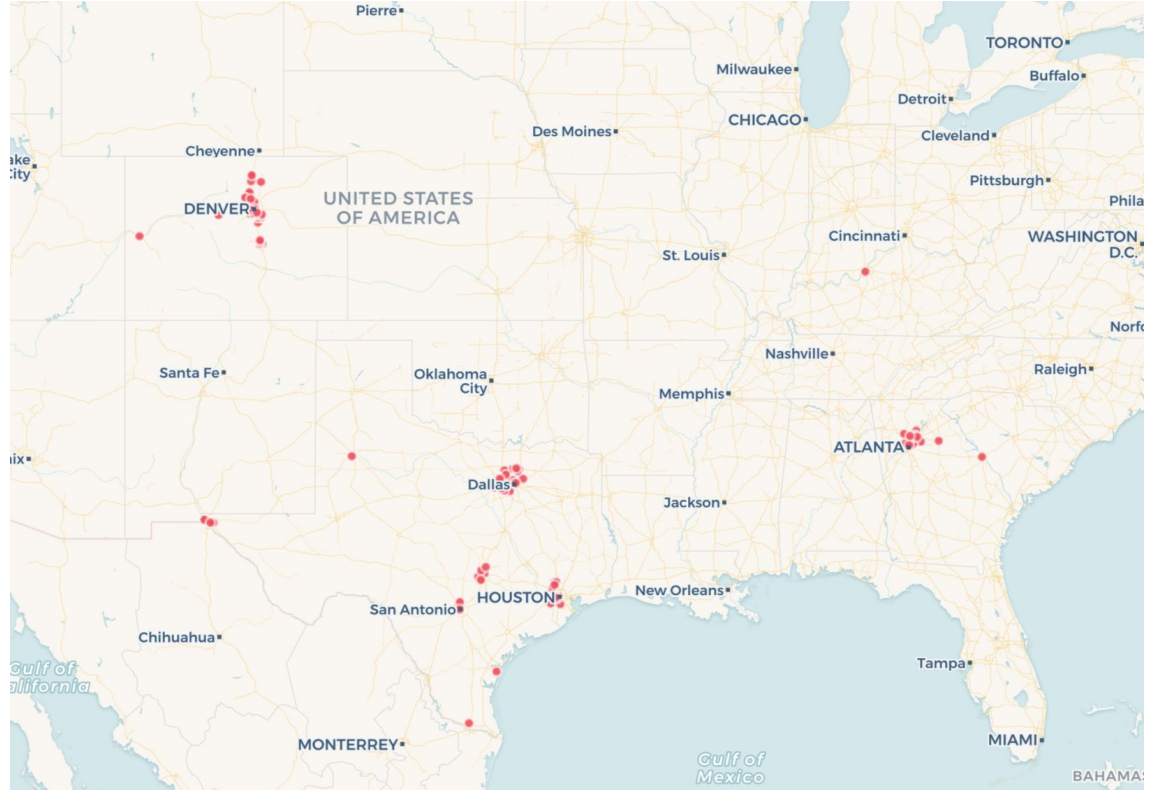 Pierre
TORONTO
Milwaukee
Buffalo
Detroit
CHICAGO
Des Moines
Cleveland
Cheyenne
ake
City
Pittsburgh
UNITED STATES
OF AMERICA
Phila
DENVER
Cincinnati
WASHINGTON
D.C.
St. Louis
Norfo
Nashville
Santa Fe
Oklahoma
City
Raleigh
Memphis
ATLANTA
ix
Dallas
Jackson
HOUSTON
New Orleans
San Antonio
Chihuahua
Gulf of
alifornia
Tampa
MONTERREY
MIAMI
Gulf of
Mexico
BAHAMAS